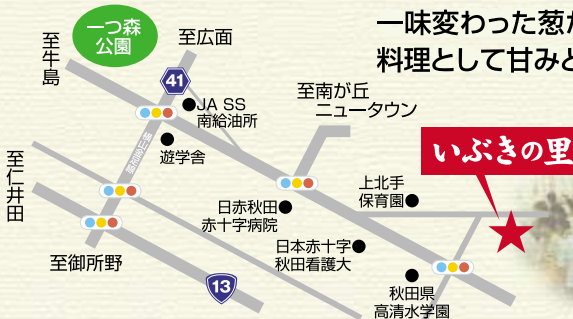 一つ森
公園
至広面
至牛島
41
JA SS
南給油所
遊学舎
至南が丘
ニュータウン
一味変わった葱
料理として甘みと
いぶきの里
至仁井田
上北手
保育園
日赤秋田
赤十字病院
日本赤十字
秋田看護大
至御所野
13
秋田県
高清水学園